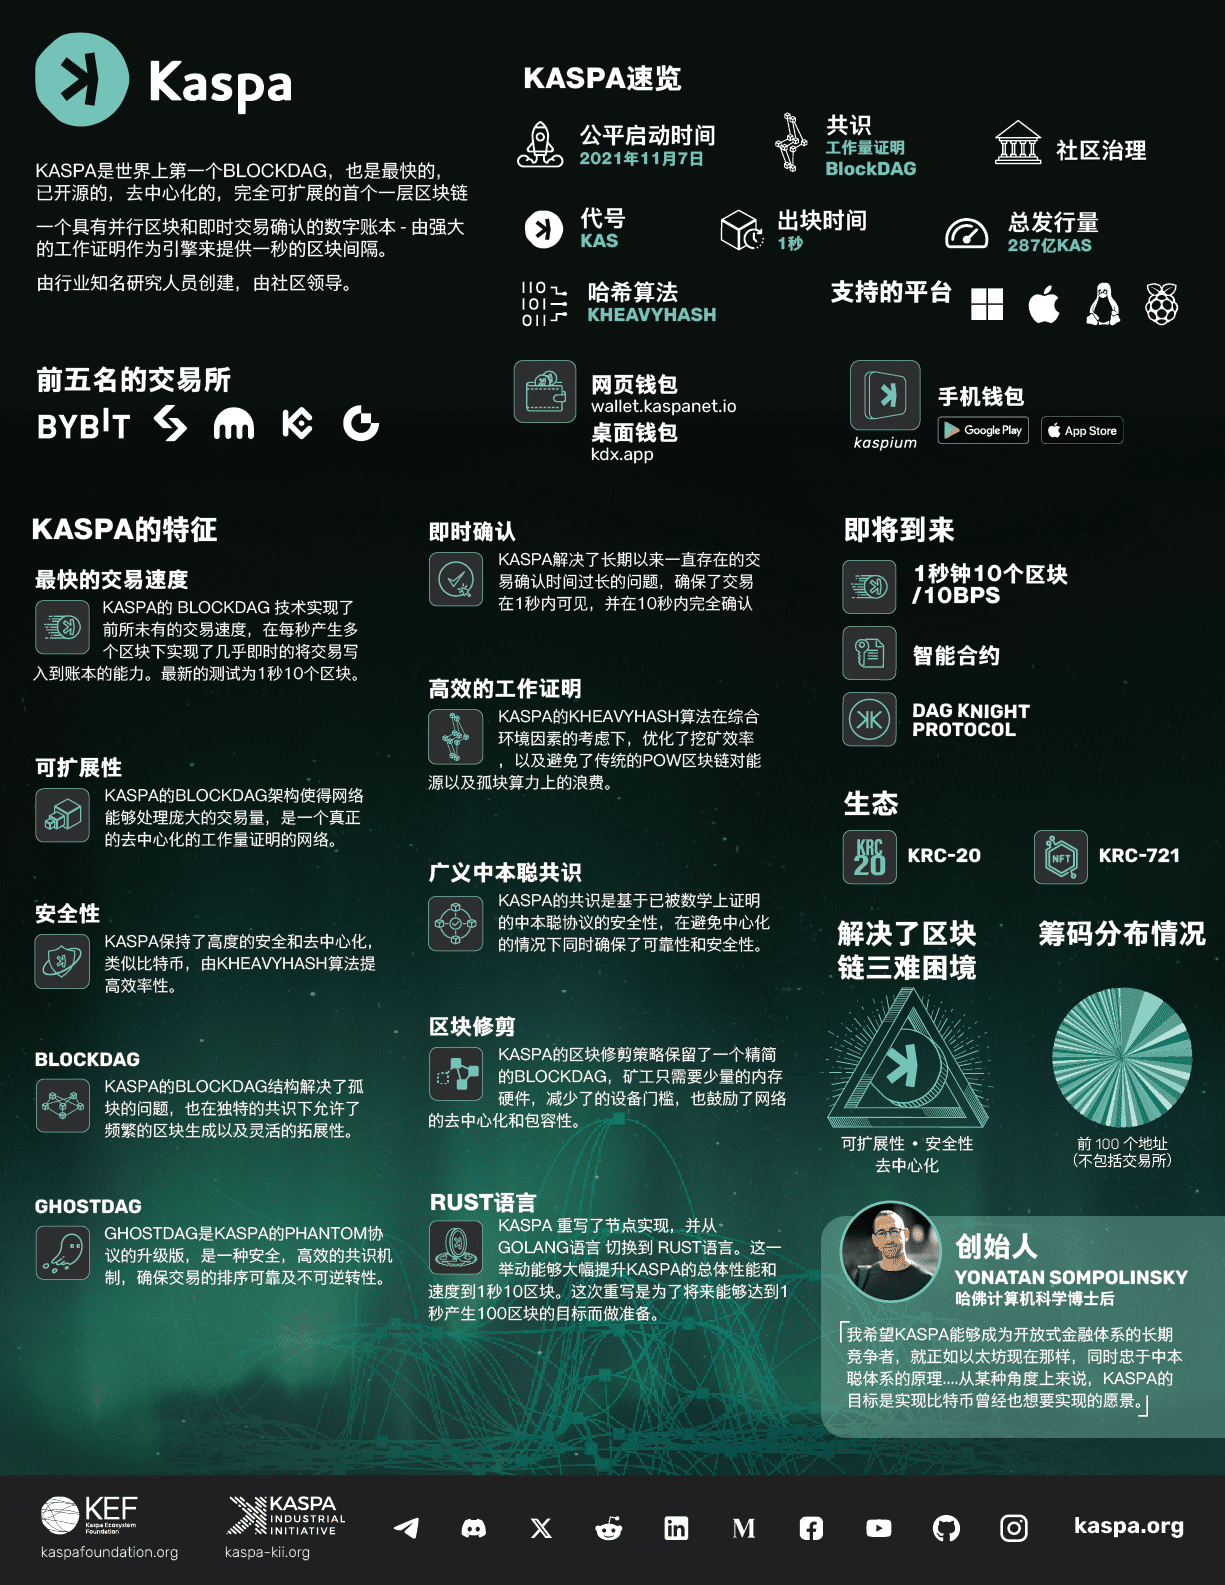 Kaspa
KASPA是世界上第一个BLOCKDAG，也是最快的，
已开源的，去中心化的，完全可扩展的首个一层区块链
一个具有并行区块和即时交易确认的数字账本 - 由强大
的工作证明作为引擎来提供一秒的区块间隔。
由行业知名研究人员创建，由社区领导。
KASPA速览
公平启动时间
2021年11月7日
共识
工作量证明
BlockDAG
社区治理
代号
KAS
出块时间
1秒
总发行量
287亿KAS
110
101
011
哈希算法
KHEAVYHASH
支持的平台
前五名的交易所
BYBIT
网页钱包
wallet.kaspanet.io
桌面钱包
kdx.app
kaspium
手机钱包
Google Play
App Store
KASPA的特征
最快的交易速度
KASPA的 BLOCKDAG 技术实现了
前所未有的交易速度，在每秒产生多
个区块下实现了几乎即时的将交易写
入到账本的能力。最新的测试为1秒10个区块。
可扩展性
KASPA的BLOCKDAG架构使得网络
能够处理庞大的交易量，是一个真正
的去中心化的工作量证明的网络。
安全性
KASPA保持了高度的安全和去中心化，
类似比特币，由KHEAVYHASH算法提
高效率性。
BLOCKDAG
KASPA的BLOCKDAG结构解决了孤
块的问题，也在独特的共识下允许了
频繁的区块生成以及灵活的拓展性。
GHOSTDAG
GHOSTDAG是KASPA的PHANTOM协
议的升级版，是一种安全，高效的共识机
制，确保交易的排序可靠及不可逆转性。
即时确认
KASPA解决了长期以来一直存在的交
易确认时间过长的问题，确保了交易
在1秒内可见，并在10秒内完全确认
高效的工作证明
KASPA的KHEAVYHASH算法在综合
环境因素的考虑下，优化了挖矿效率
，以及避免了传统的POW区块链对能
源以及孤块算力上的浪费。
广义中本聪共识
KASPA的共识是基于已被数学上证明
的中本聪协议的安全性，在避免中心化
的情况下同时确保了可靠性和安全性。
区块修剪
KASPA的区块修剪策略保留了一个精简
的BLOCKDAG，矿工只需要少量的内存
硬件，减少了的设备门槛，也鼓励了网络
的去中心化和包容性。
RUST语言
KASPA 重写了节点实现，并从
GOLANG语言 切换到 RUST语言。这一
举动能够大幅提升KASPA的总体性能和
速度到1秒10区块。这次重写是为了将来能够达到1
秒产生100区块的目标而做准备。
即将到来
1秒钟10个区块
/10BPS
智能合约
DAG KNIGHT
PROTOCOL
生态
KRC
20
KRC-20
NFT
KRC-721
解决了区块
链三难困境
可扩展性 • 安全性
去中心化
筹码分布情况
前 100 个地址
（不包括交易所）
创始人
YONATAN SOMPOLINSKY
哈佛计算机科学博士后
「我希望KASPA能够成为开放式金融体系的长期
竞争者，就正如以太坊现在那样，同时忠于中本
聪体系的原理....从某种角度上来说，KASPA的
目标是实现比特币曾经也想要实现的愿景。」
KEF
Kaspa Ecosystem
Foundation
kaspafoundation.org
KASPA
INDUSTRIAL
INITIATIVE
kaspa-kii.org
kaspa.org